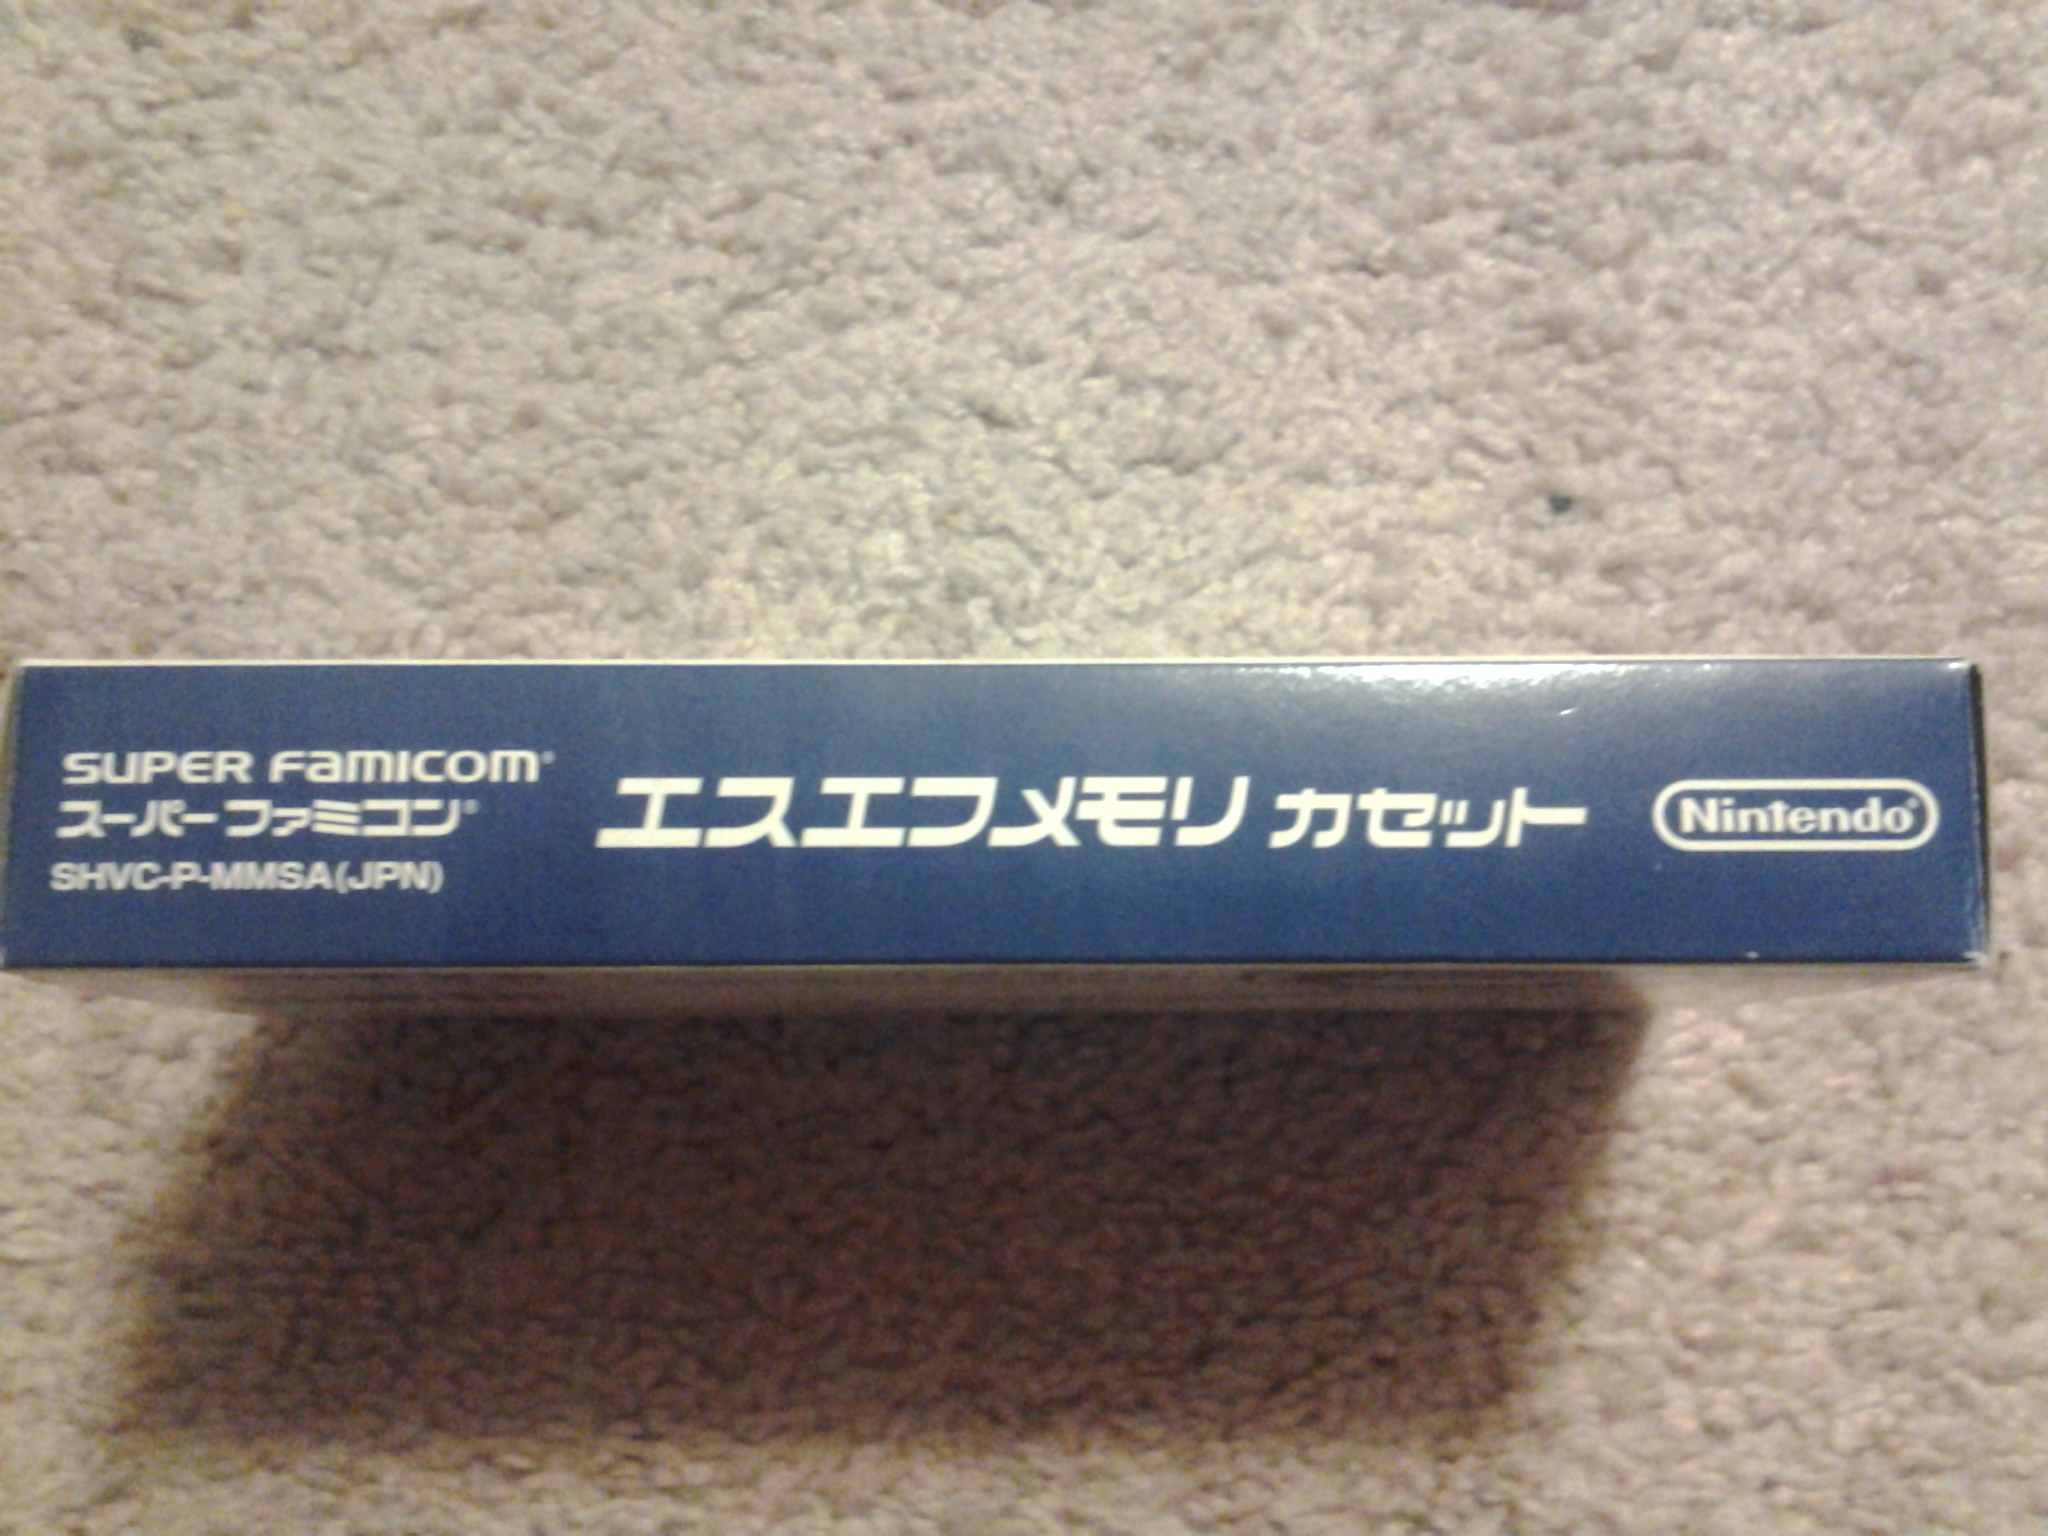 SUPER FAMICOM®
スーパーファミコン®
SHVC-P-MMSA(JPN)
エスエフメモリ カセット
Nintendo®